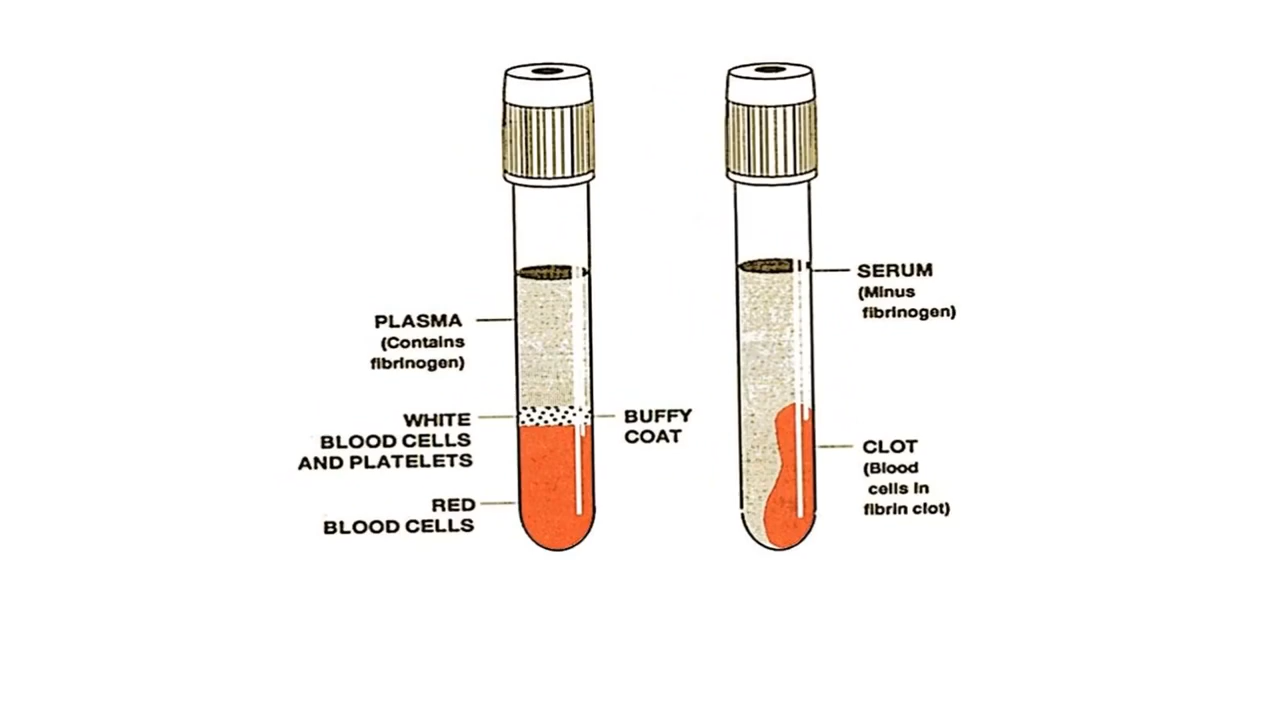 PLASMA
(Contains
fibrinogen)
WHITE
BLOOD CELLS
AND PLATELETS
RED
BLOOD CELLS
BUFFY
COAT
SERUM
(Minus
fibrinogen)
CLOT
(Blood
cells in
fibrin clot)